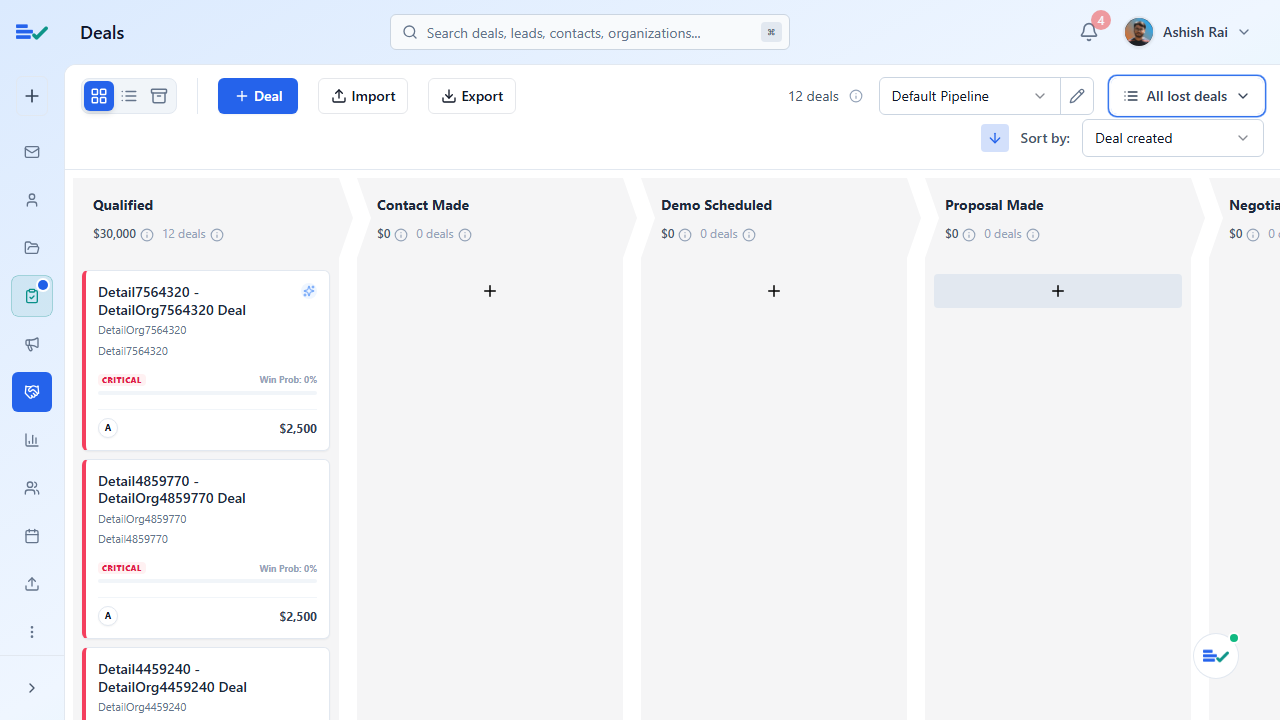 Deals
Search deals, leads, contacts, organizations...
⌘
4
Ashish Rai
Deal
Import
Export
12 deals
Default Pipeline
All lost deals
Sort by:
Deal created
Qualified
$30,000
12 deals
Contact Made
$0
0 deals
Demo Scheduled
$0
0 deals
Proposal Made
$0
0 deals
Negotia
$0
0
Detail7564320 -
DetailOrg7564320 Deal
DetailOrg7564320
Detail7564320
CRITICAL
Win Prob: 0%
A
$2,500
Detail4859770 -
DetailOrg4859770 Deal
DetailOrg4859770
Detail4859770
CRITICAL
Win Prob: 0%
A
$2,500
Detail4459240 -
DetailOrg4459240 Deal
DetailOrg4459240